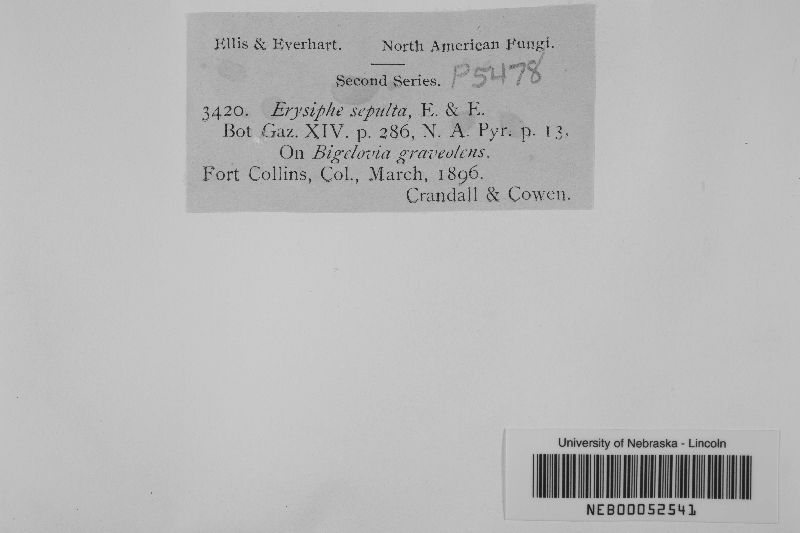 Ellis & Everhart. North American Fungi.
Second Series. P5478
3420. Erysiphe sepulta, E. & E.
Bot Gaz. XIV. p. 286, N. A. Pyr. p. 13.
On Bigelovia graveolens.
Fort Collins, Col., March, 1896.
Crandall & Cowen.
University of Nebraska - Lincoln
NEB00052541